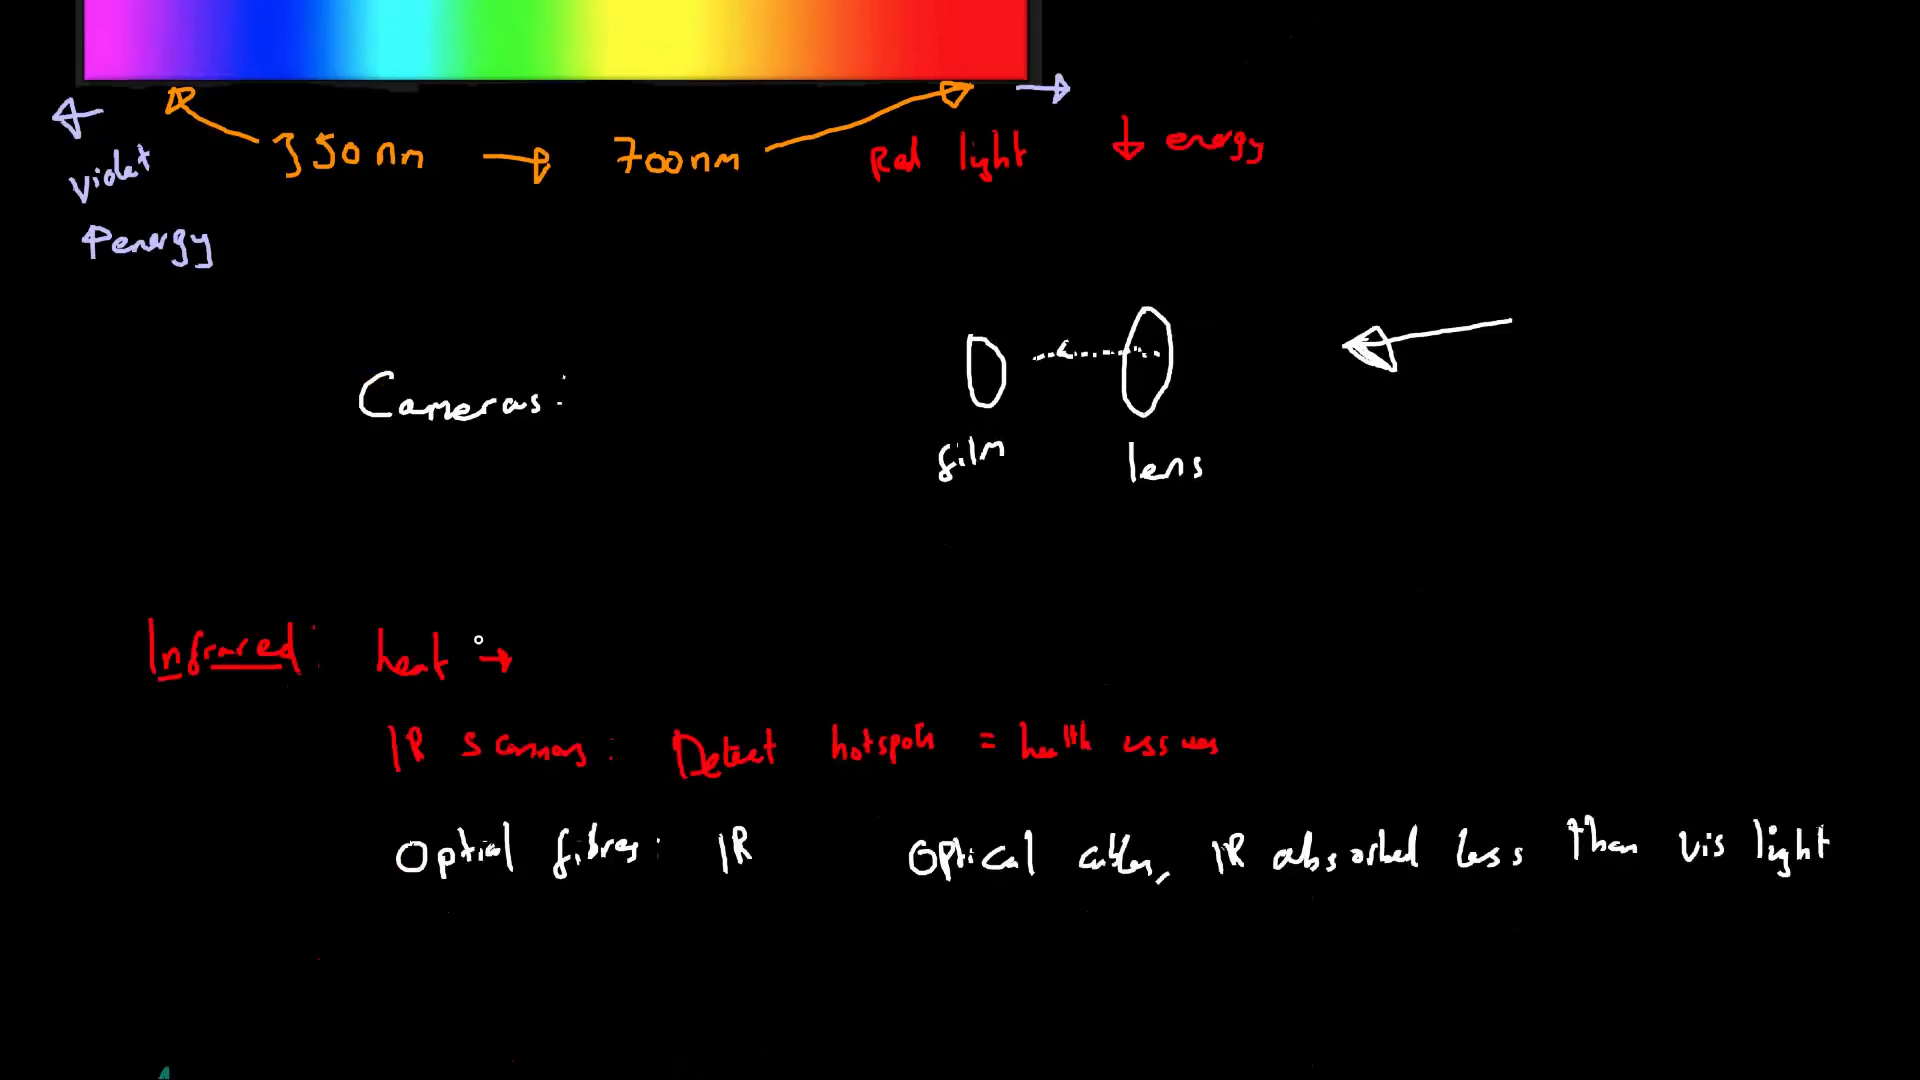 350nm → 700nm
Red light ↓ energy
Violet
↑energy
Cameras:
film lens
Infrared: heat →
IR scanners: Detect hotspots = health issues
Optical fibres: IR
Optical cables, IR absorbed less than vis light